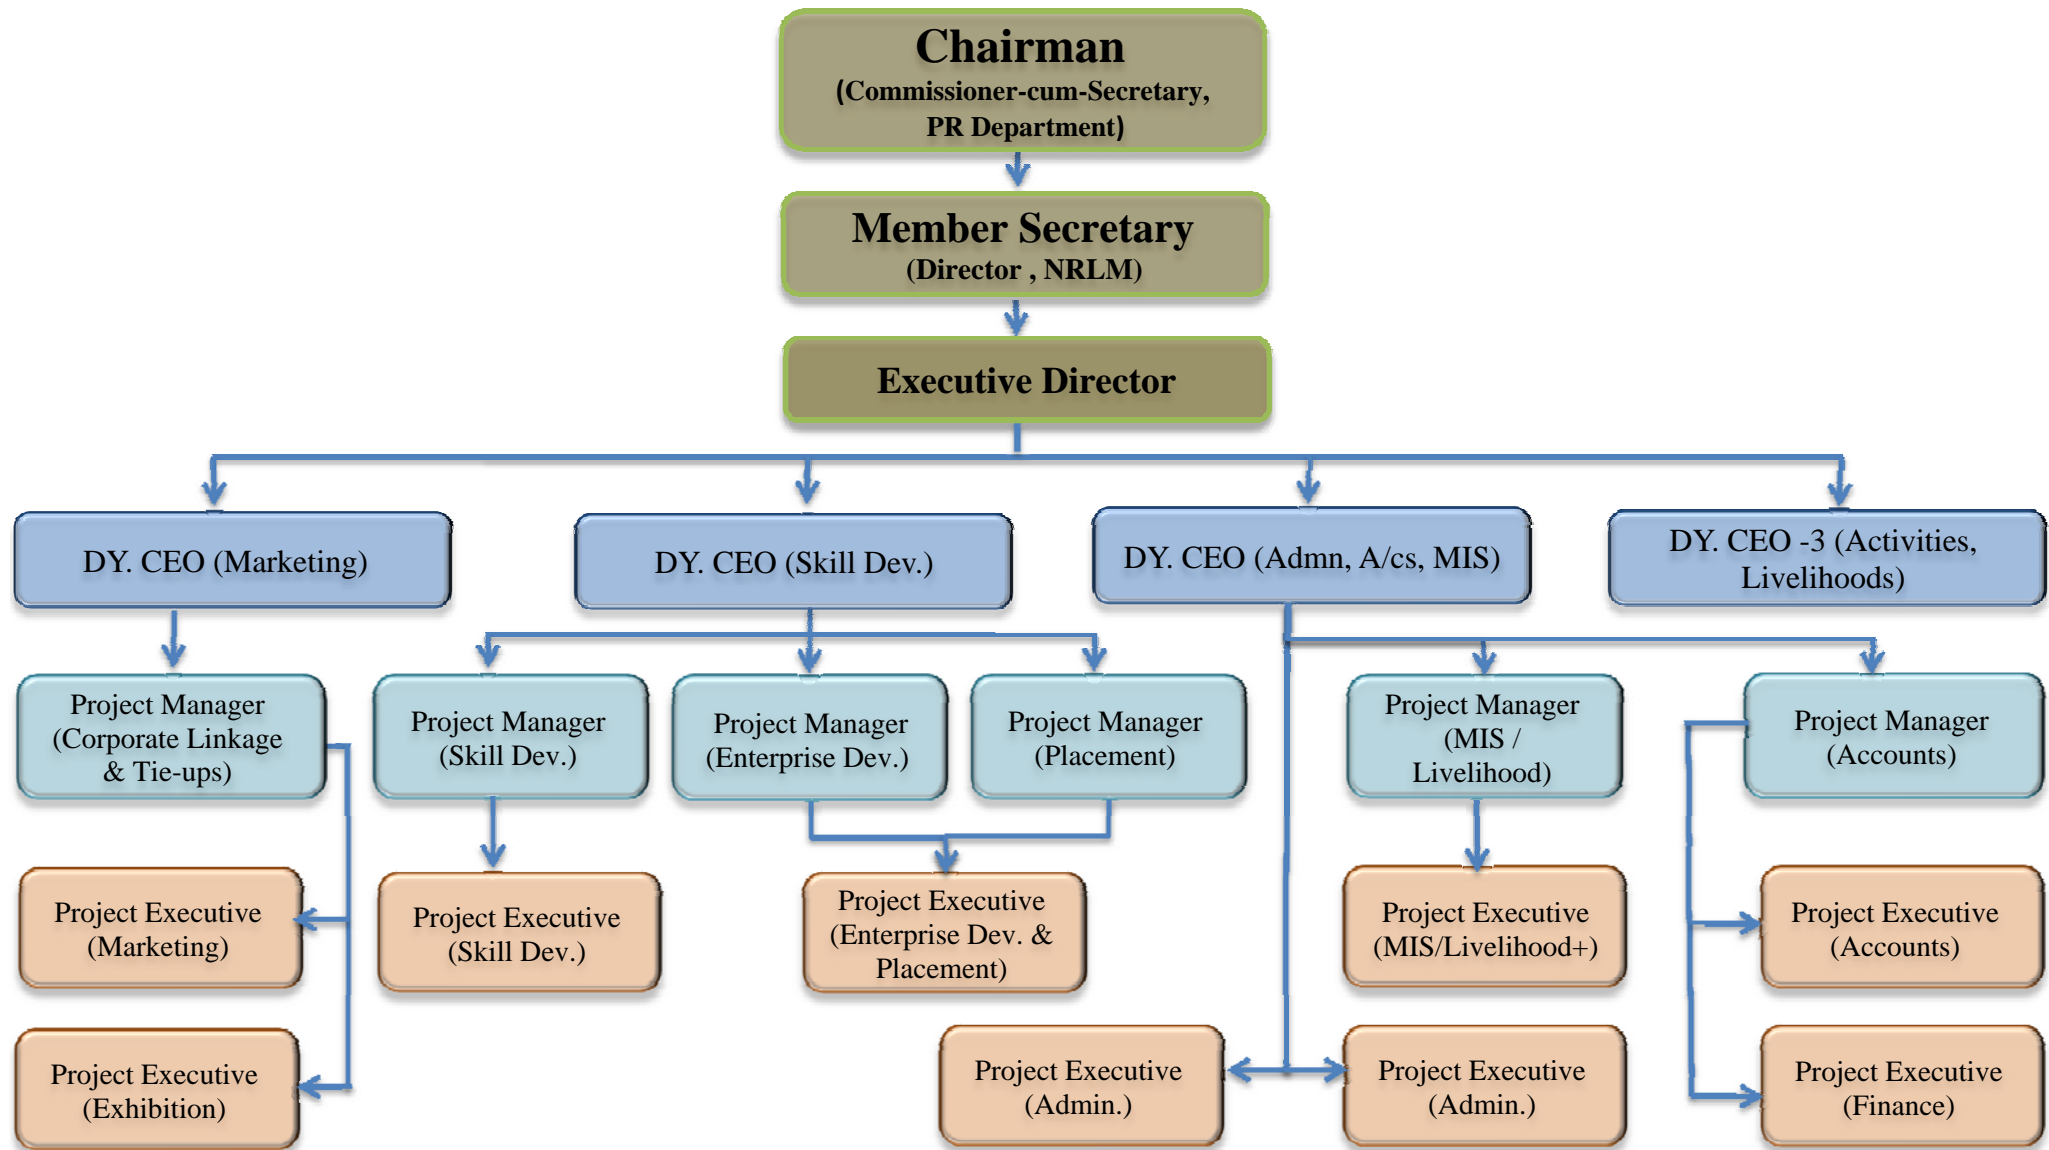 Chairman
(Commissioner-cum-Secretary,
PR Department)
Member Secretary
(Director , NRLM)
Executive Director
DY. CEO (Marketing)
DY. CEO (Skill Dev.)
DY. CEO (Admn, A/cs, MIS)
DY. CEO -3 (Activities,
Livelihoods)
Project Manager
(Corporate Linkage
& Tie-ups)
Project Manager
(Skill Dev.)
Project Manager
(Enterprise Dev.)
Project Manager
(Placement)
Project Manager
(MIS /
Livelihood)
Project Manager
(Accounts)
Project Executive
(Marketing)
Project Executive
(Skill Dev.)
Project Executive
(Enterprise Dev. &
Placement)
Project Executive
(MIS/Livelihood+)
Project Executive
(Accounts)
Project Executive
(Exhibition)
Project Executive
(Admin.)
Project Executive
(Admin.)
Project Executive
(Finance)